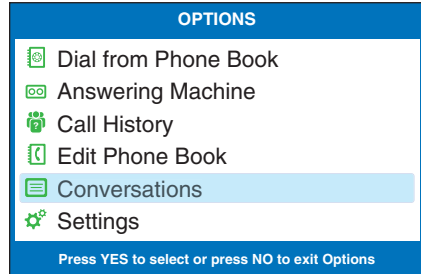 OPTIONS
Dial from Phone Book
Answering Machine
Call History
Edit Phone Book
Conversations
Settings
Press YES to select or press NO to exit Options